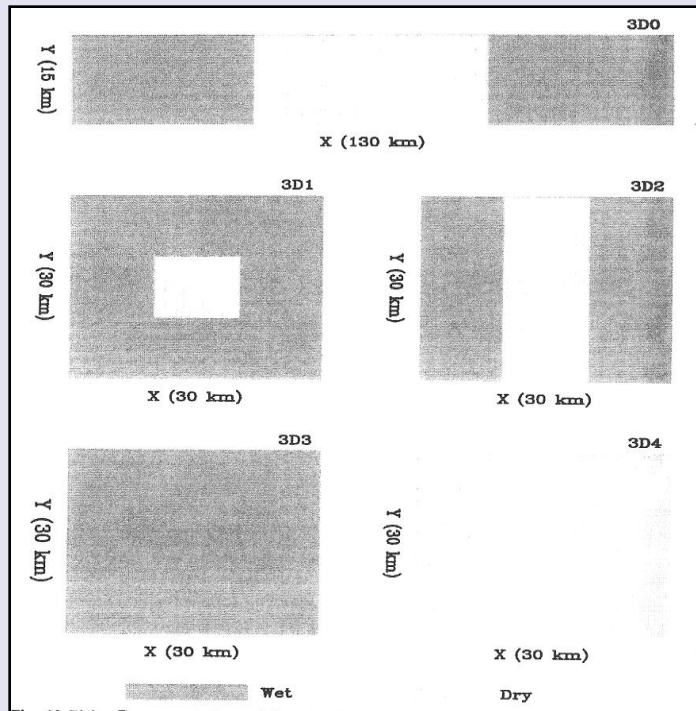 3D0
Y (15 km)
X (130 km)
3D1
Y (30 km)
X (30 km)
3D2
Y (30 km)
X (30 km)
3D3
Y (30 km)
X (30 km)
3D4
Y (30 km)
X (30 km)
Wet
Dry